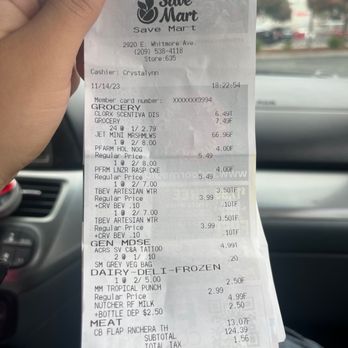 Save
Mart
Save Mart
2920 E. Whitmore Ave.
(209) 538-4118
Store:635
Cashier: Crystalynn
11/14/23 18:22:54
Member card number: XXXXXXX0994
GROCERY
CLORX SCENTIVA DIS 6.49T
GROCERY 7.49F
24 @ 1/ 2.79
JET MINI MRSHMLWS 66.96F
1 @ 2/ 8.00
PFARM HOL NOG 4.00F
Regular Price 5.49
1 @ 2/ 8.00
PFRM LNZR RASP CKE 4.00F
Regular Price 5.49
1 @ 2/ 7.00
TBEV ARTESIAN WTR 3.50TF
Regular Price 3.99
+CRV BEV .10 .10TF
1 @ 2/ 7.00
TBEV ARTESIAN WTR 3.50TF
Regular Price 3.99
+CRV BEV .10 .10TF
GEN MDSE
ACRS SV C&A TATTOO 4.99T
2 @ 1/ .10
SM GREY VEG BAG .20
DAIRY-DELI-FROZEN
1 @ 2/ 5.00
MM TROPICAL PUNCH 2.50F
Regular Price 2.99
NUTCHER RF MILK 4.99F
+BOTTLE DEP $2.50 2.50
MEAT
CB FLAP RNCHERA TH 13.07F
SUBTOTAL 124.39
TOTAL TAX 1.56